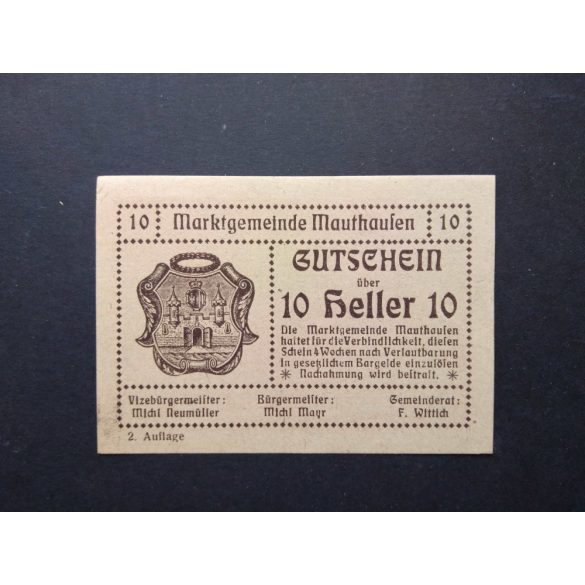 10 Marktgemeinde Mauthausen 10
GUTSCHEIN
über
10 Heller 10
Die Marktgemeinde Mauthausen
haftet für die Verbindlichkeit, diesen
Schein 4 Wochen nach Verlautbarung
in gesetzlichem Bargelde einzulösen
* Nachahmung wird bestraft. *
Vizebürgermeister: Bürgermeister: Gemeinderat:
Michl Neumüller Michl Mayr F. Wittich
2. Auflage